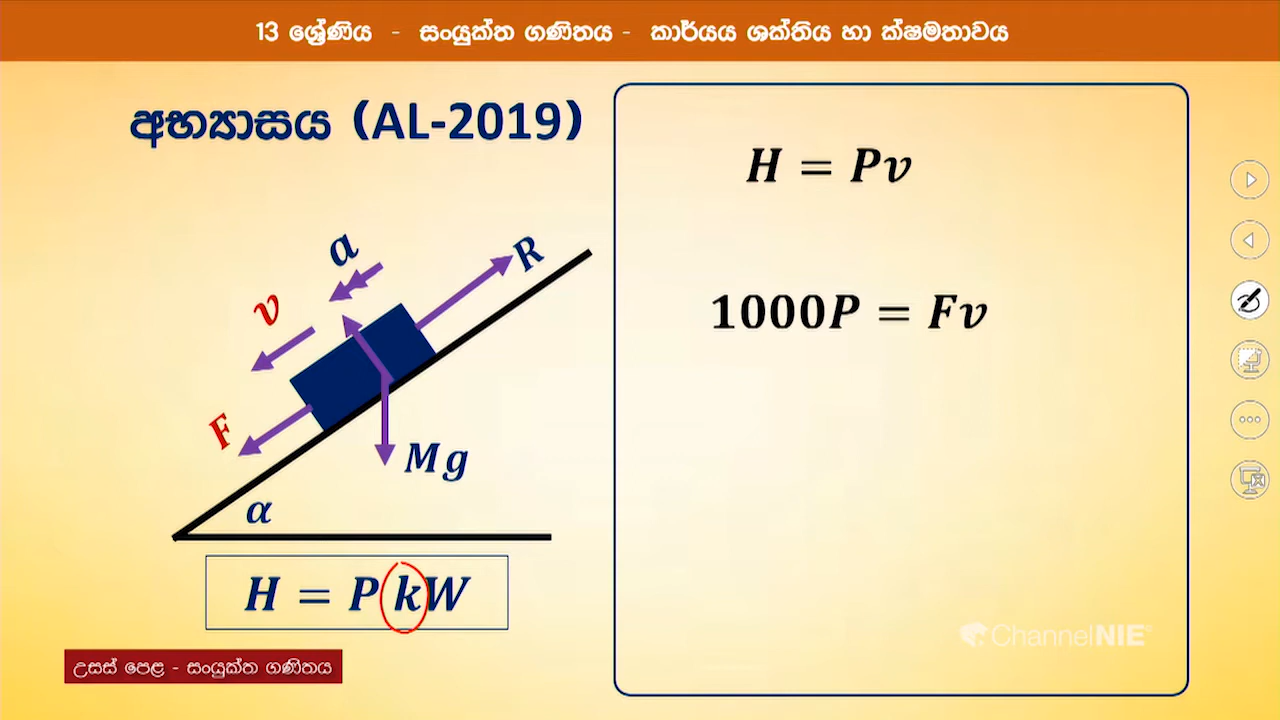 13 ශ්‍රේණිය - සංයුක්ත ගණිතය - කාර්යය ශක්තිය හා ක්ෂමතාවය
අභ්‍යාසය (AL-2019)
H = Pv
1000P = Fv
a
R
v
F
Mg
α
H = P kW
ChannelNIE
උසස් පෙළ - සංයුක්ත ගණිතය